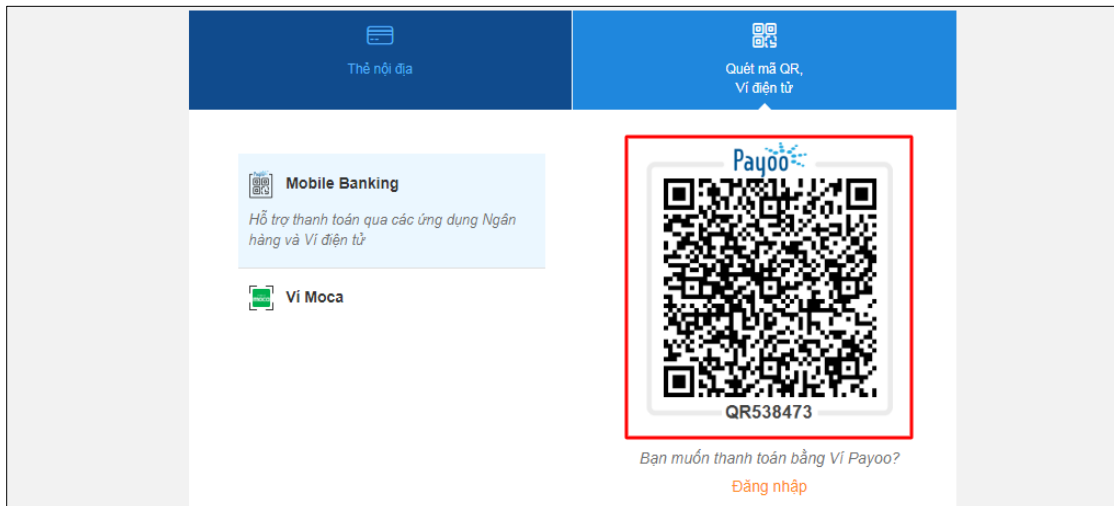 Thẻ nội địa
Quét mã QR,
Ví điện tử
Mobile Banking
Hỗ trợ thanh toán qua các ứng dụng Ngân
hàng và Ví điện tử
moca
Ví Moca
Payoo
QR538473
Bạn muốn thanh toán bằng Ví Payoo?
Đăng nhập